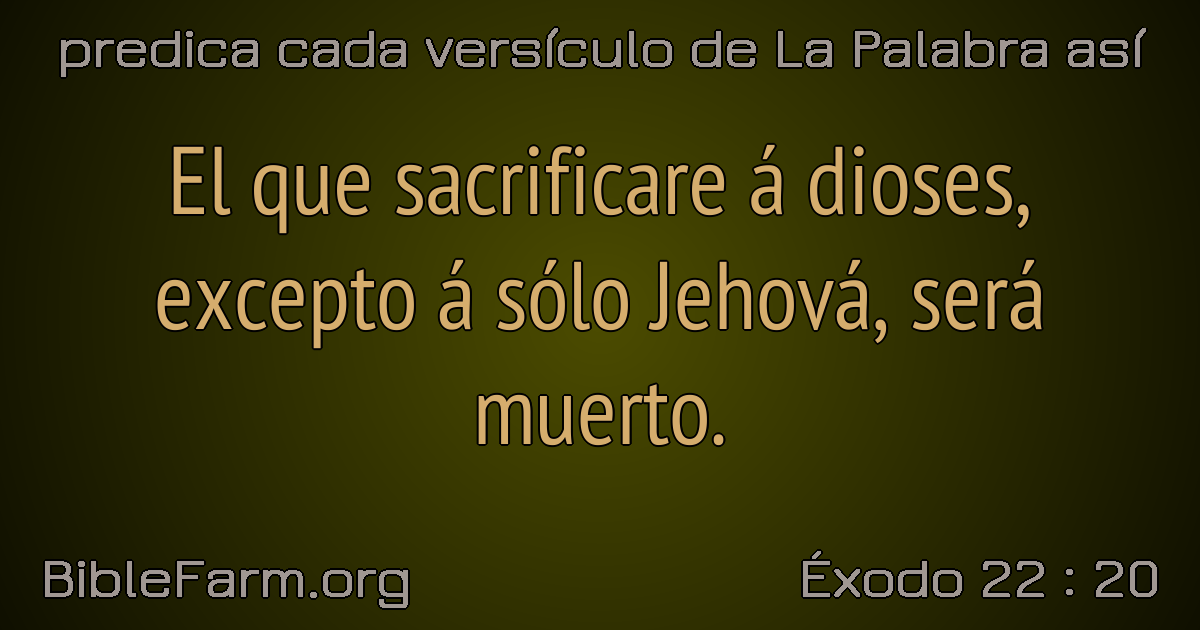 predica cada versículo de La Palabra así
El que sacrificare á dioses,
excepto á sólo Jehová, será
muerto.
BibleFarm.org
Éxodo 22 : 20